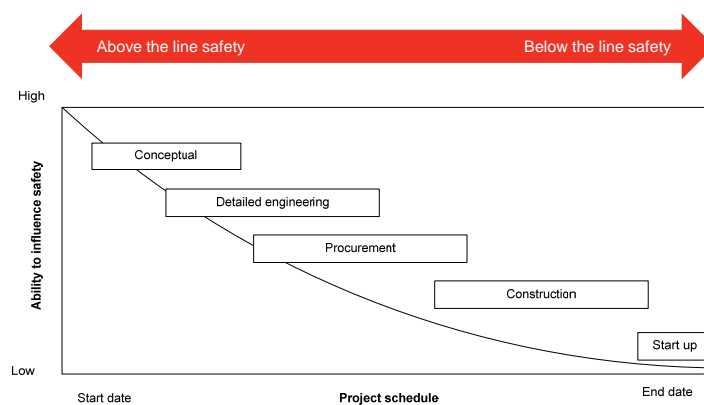 Above the line safety
Below the line safety
High
Conceptual
Detailed engineering
Procurement
Construction
Start up
Ability to influence safety
Low
Start date
Project schedule
End date